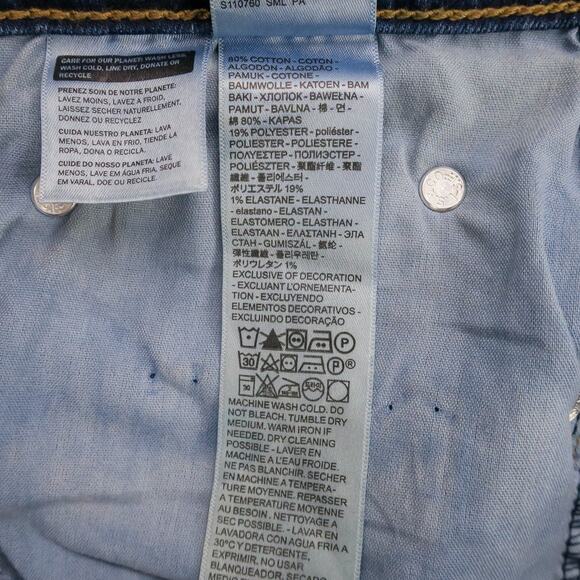 S110760 SML PA
CARE FOR OUR PLANET: WASH LESS,
WASH COLD, LINE DRY, DONATE OR
RECYCLE
PRENEZ SOIN DE NOTRE PLANETE:
LAVEZ MOINS, LAVEZ A FROID,
LAISSEZ SECHER NATURELLEMENT,
DONNEZ OU RECYCLEZ
CUIDA NUESTRO PLANETA: LAVA
MENOS, LAVA EN FRIO, TIENDE LA
ROPA, DONA O RECICLA.
CUIDE DO NOSSO PLANETA: LAVE
MENOS, LAVE EM ÁGUA FRIA, SEQUE
EM VARAL, DOE OU RECICLE.
80% COTTON - COTON -
ALGODÓN - ALGODÃO -
PAMUK - COTONE -
BAUMWOLLE - KATOEN - BAM
BAKI - ХЛОПОК - BAWEŁNA -
PAMUT - BAVLNA - 棉 - 면 -
綿 80% - KAPAS
19% POLYESTER - poliéster -
POLIESTER - POLIESTERE -
ΠΟΛΥΕΣΤΕΡ - ПОЛИЭСТЕР -
POLIÉSZTER - 聚酯纤维 - 聚酯
纖維 - 폴리에스터 -
ポリエステル 19%
1% ELASTANE - ELASTHANNE
- elastano - ELASTAN -
ELASTOMERO - ELASTHAN -
ΕΛΑΣΤΑΝ - ΕΛΑΣΤΑΝΗ - ЭЛА
СТАН - GUMISZÁL - 氨纶 -
彈性纖維 - 폴리우레탄 -
ポリウレタン 1%
EXCLUSIVE OF DECORATION
- EXCLUANT L'ORNEMENTA-
TION - EXCLUYENDO
ELEMENTOS DECORATIVOS -
EXCLUINDO DECORAÇÃO
P
30 P ®
MACHINE WASH COLD. DO
NOT BLEACH. TUMBLE DRY
MEDIUM. WARM IRON IF
NEEDED. DRY CLEANING
POSSIBLE - LAVER EN
MACHINE A L'EAU FROIDE.
NE PAS BLANCHIR. SECHER
EN MACHINE A TEMPERA-
TURE MOYENNE. REPASSER
A TEMPERATURE MOYENNE
AU BESOIN. NETTOYAGE A
SEC POSSIBLE. - LAVAR EN
LAVADORA CON AGUA FRIA A
30°C Y DETERGENTE,
EXPRIMIR. NO USAR
BLANQUEADOR. SECADO